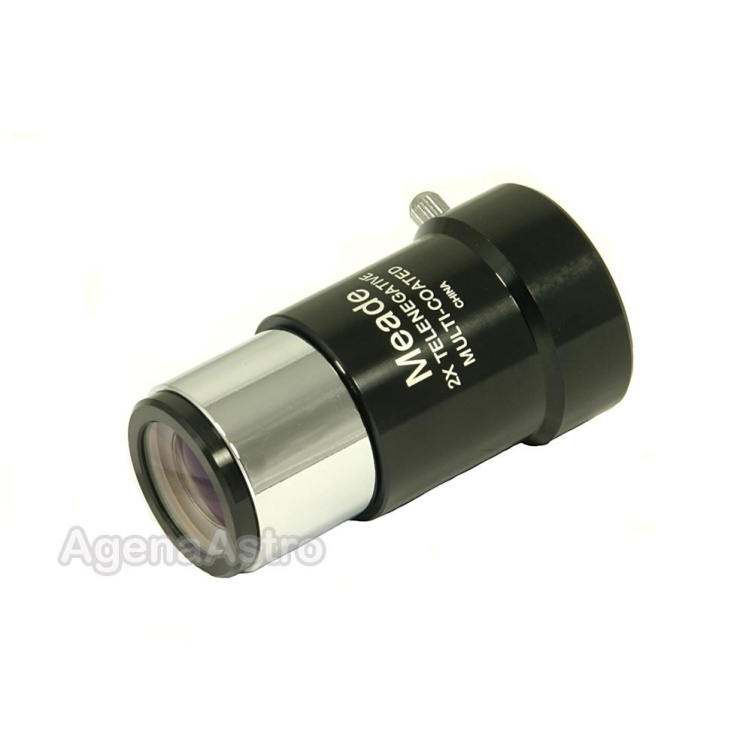 Meade
2X TELENEGATIVE
MULTI-COATED
CHINA
AgenaAstro